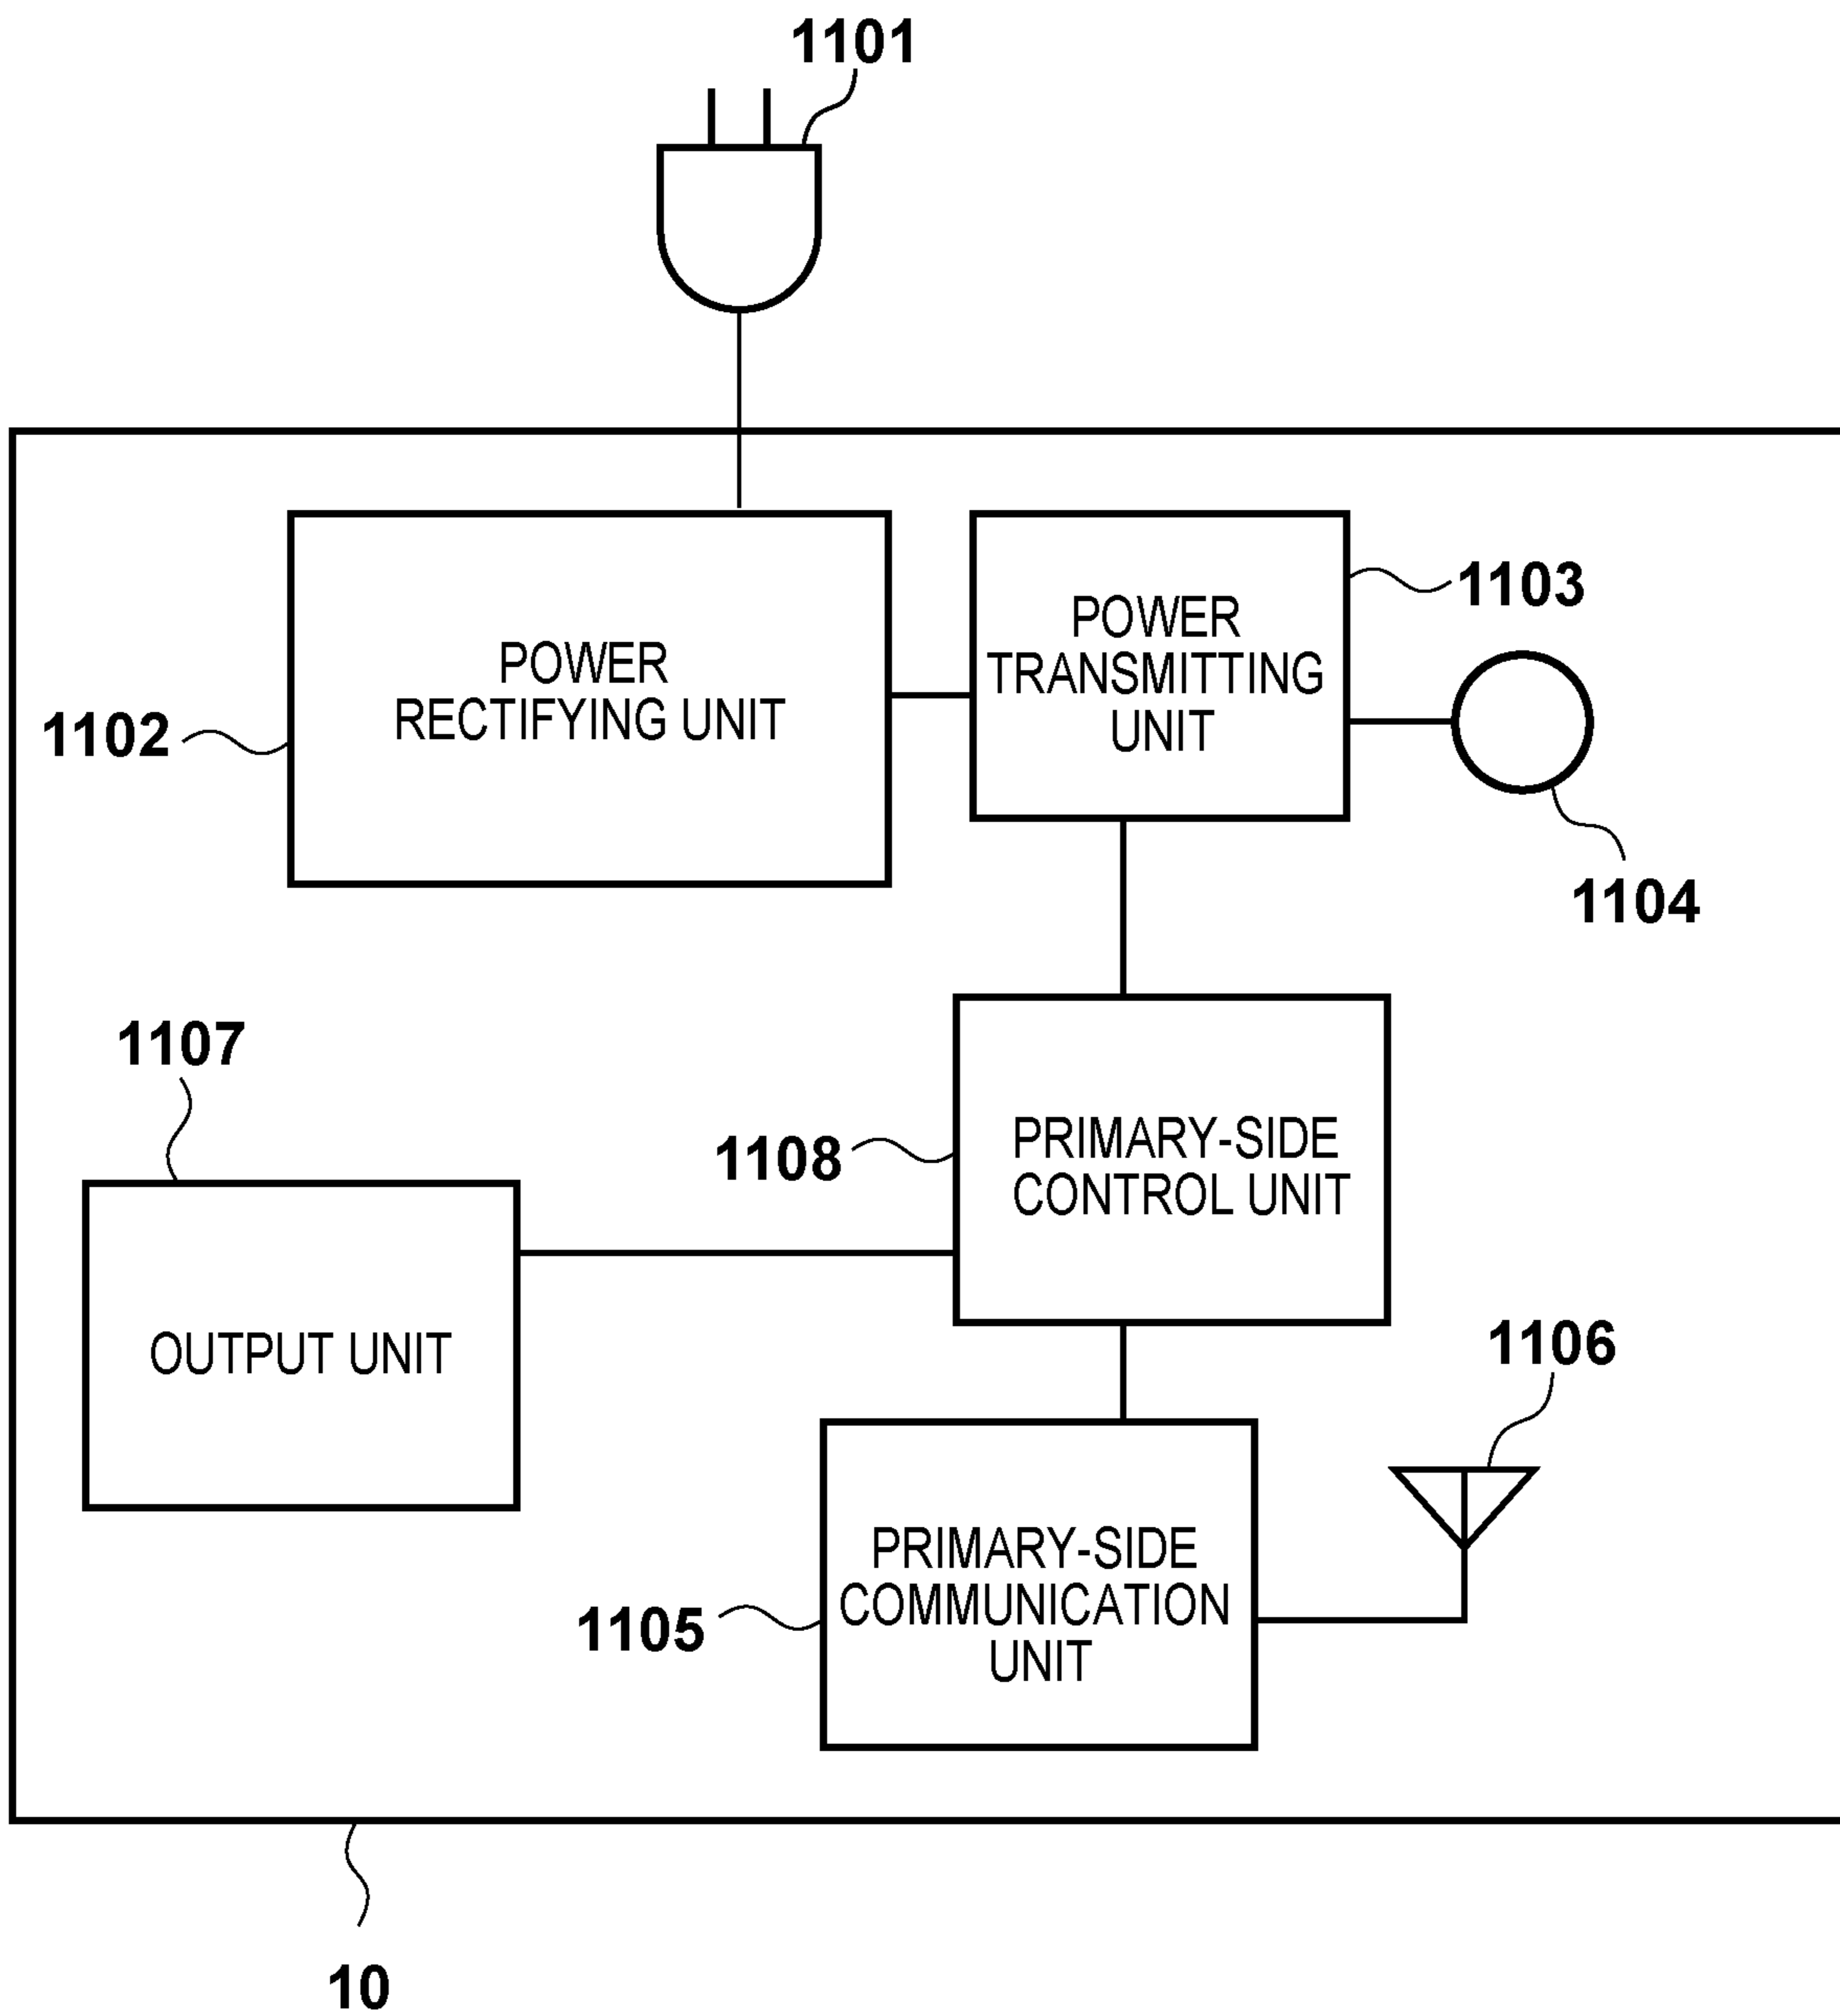 1101
POWER
RECTIFYING UNIT
1102
POWER
TRANSMITTING
UNIT
1103
1104
1107
OUTPUT UNIT
1108
PRIMARY-SIDE
CONTROL UNIT
1106
1105
PRIMARY-SIDE
COMMUNICATION
UNIT
10